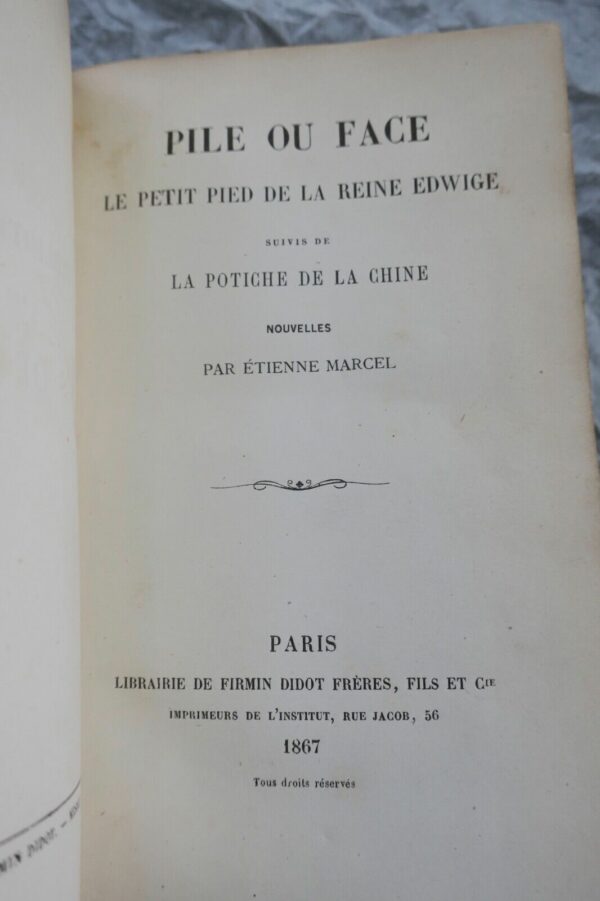 PILE OU FACE
LE PETIT PIED DE LA REINE EDWIGE
SUIVIS DE
LA POTICHE DE LA CHINE
NOUVELLES
PAR ÉTIENNE MARCEL
PARIS
LIBRAIRIE DE FIRMIN DIDOT FRÈRES, FILS ET Cie
IMPRIMEURS DE L'INSTITUT, RUE JACOB, 56
1867
Tous droits réservés
DIDOT. —